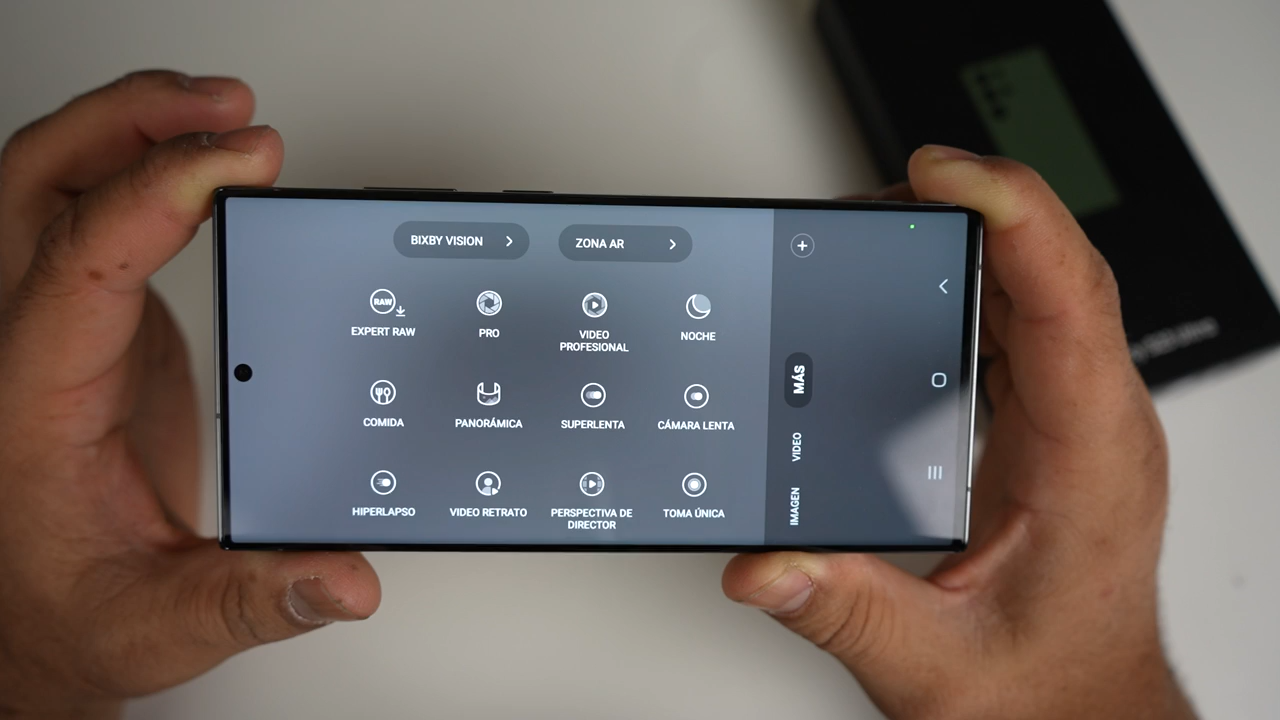 BIXBY VISION
ZONA AR
RAW
EXPERT RAW
PRO
VIDEO
PROFESIONAL
NOCHE
COMIDA
PANORÁMICA
SUPERLENTA
CÁMARA LENTA
HIPERLAPSO
VIDEO RETRATO
PERSPECTIVA DE
DIRECTOR
TOMA ÚNICA
MÁS
VIDEO
IMAGEN